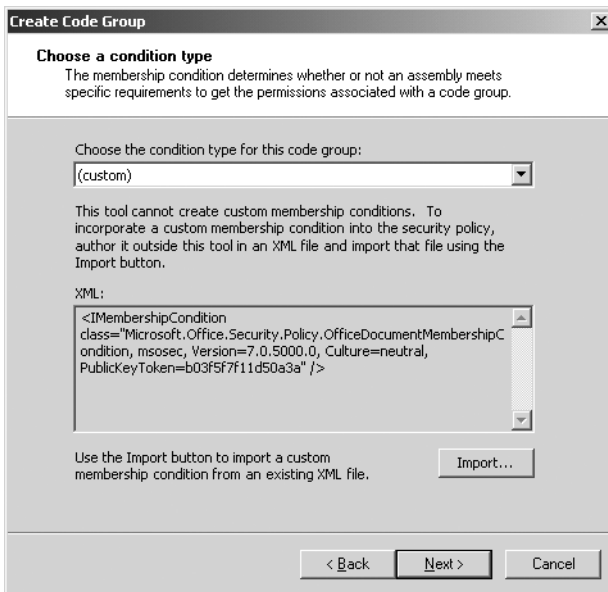 Create Code Group
Choose a condition type
The membership condition determines whether or not an assembly meets
specific requirements to get the permissions associated with a code group.
Choose the condition type for this code group:
(custom)
This tool cannot create custom membership conditions. To
incorporate a custom membership condition into the security policy,
author it outside this tool in an XML file and import that file using the
Import button.
XML:
<IMembershipCondition
class="Microsoft.Office.Security.Policy.OfficeDocumentMembershipC
ondition, msosec, Version=7.0.5000.0, Culture=neutral,
PublicKeyToken=b03f5f7f11d50a3a" />
Use the Import button to import a custom
membership condition from an existing XML file.
Import...
< Back
Next >
Cancel